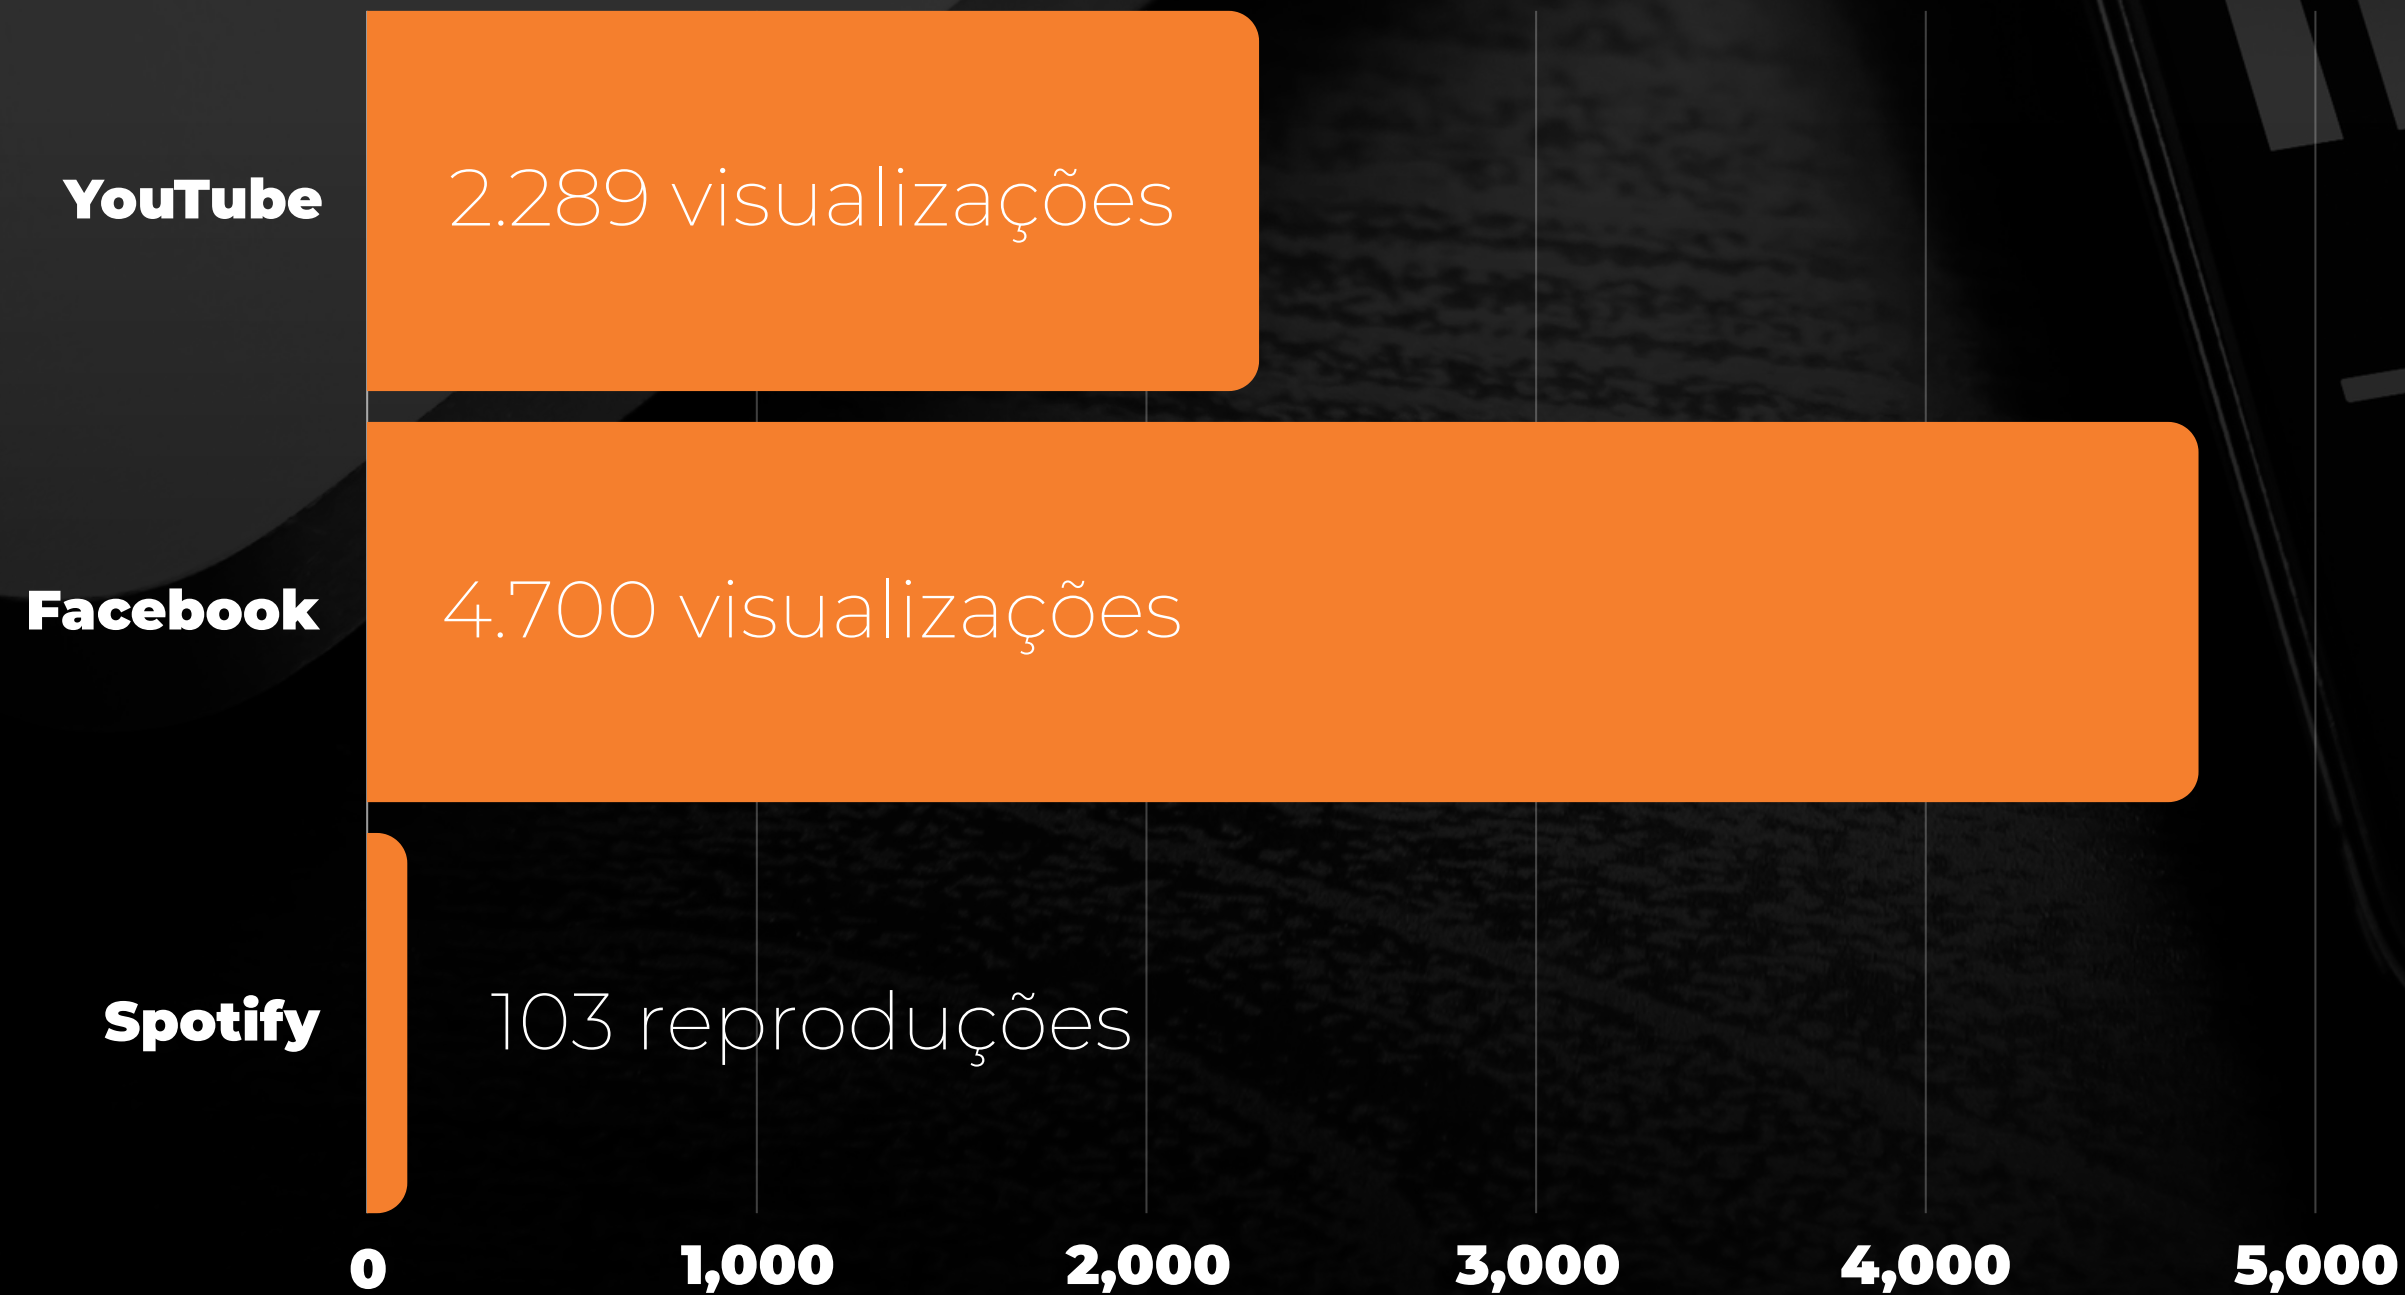 YouTube 2.289 visualizações
Facebook 4.700 visualizações
Spotify 103 reproduções
0 1,000 2,000 3,000 4,000 5,000